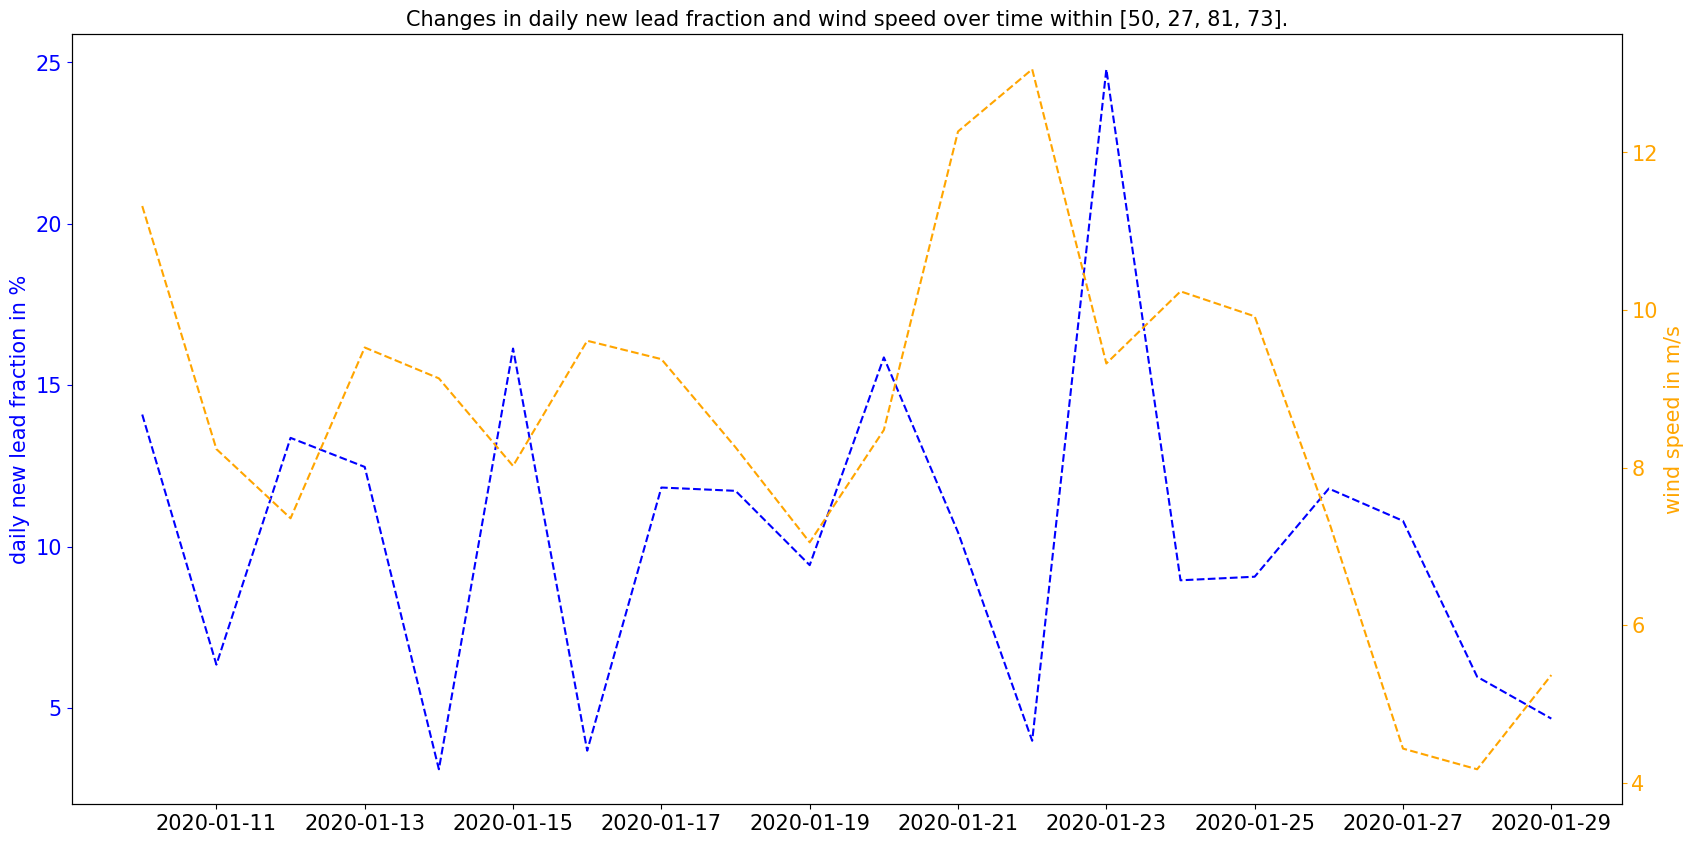 Changes in daily new lead fraction and wind speed over time within [50, 27, 81, 73].
25
20
15
10
5
daily new lead fraction in %
12
10
8
6
4
wind speed in m/s
2020-01-11 2020-01-13 2020-01-15 2020-01-17 2020-01-19 2020-01-21 2020-01-23 2020-01-25 2020-01-27 2020-01-29